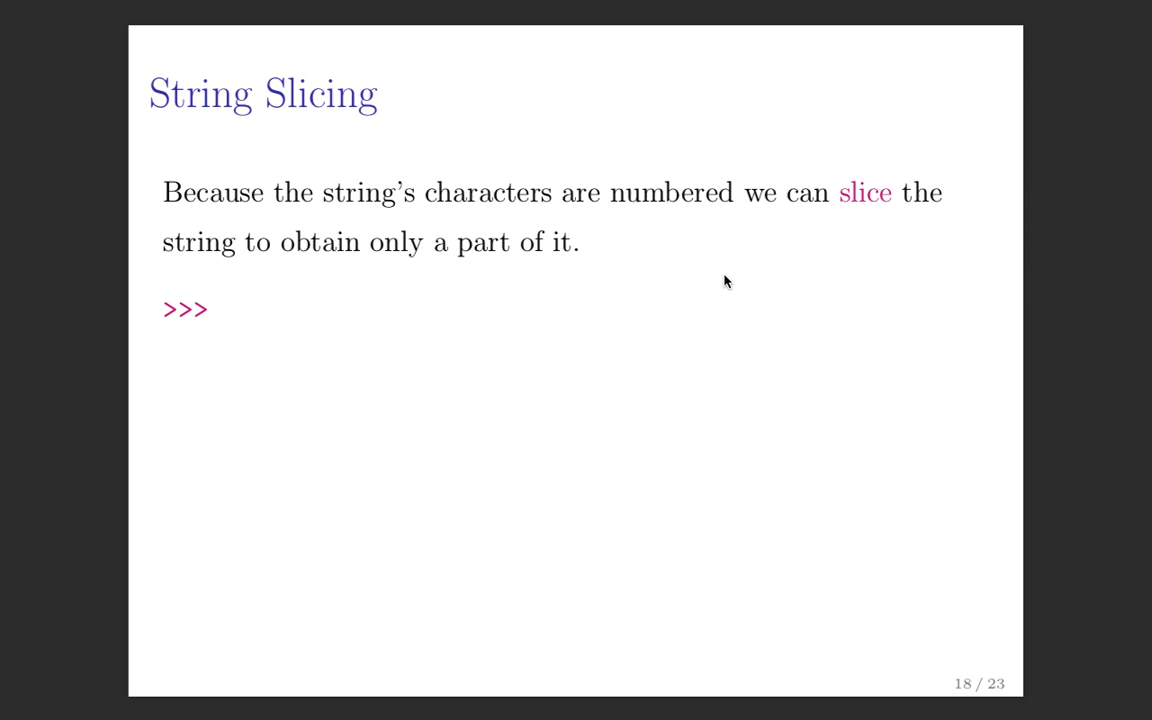 String Slicing
Because the string's characters are numbered we can slice the
string to obtain only a part of it.
>>>
18 / 23